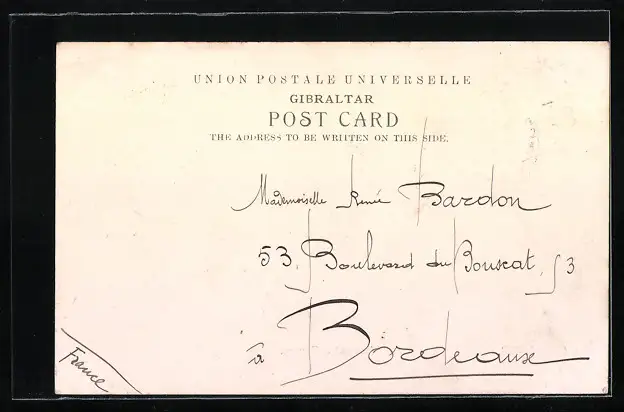 UNION POSTALE UNIVERSELLE
GIBRALTAR
POST CARD
THE ADDRESS TO BE WRITTEN ON THIS SIDE.
Mademoiselle Renée Bardon
53, Boulevard du Bouscat, 53
à Bordeaux
France